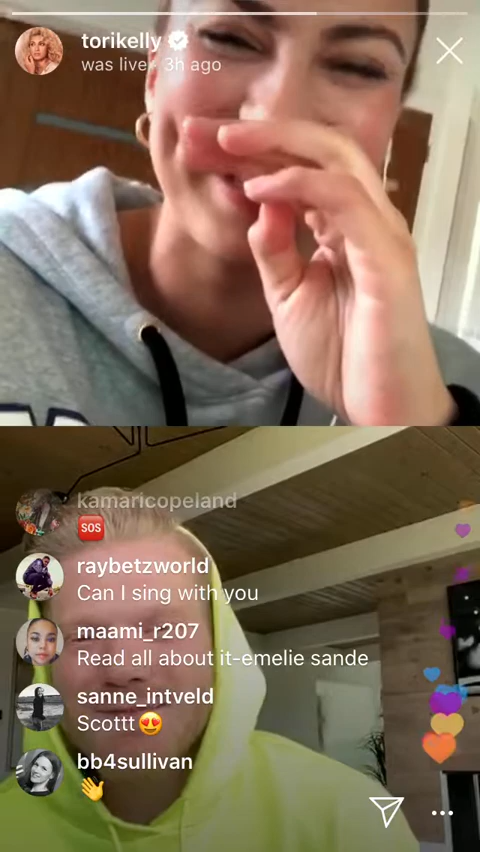 torikelly
was live · 3h ago
kamaricopeland
SOS
raybetzworld
Can I sing with you
maami_r207
Read all about it-emelie sande
sanne_intveld
Scottt😍
bb4sullivan
👋